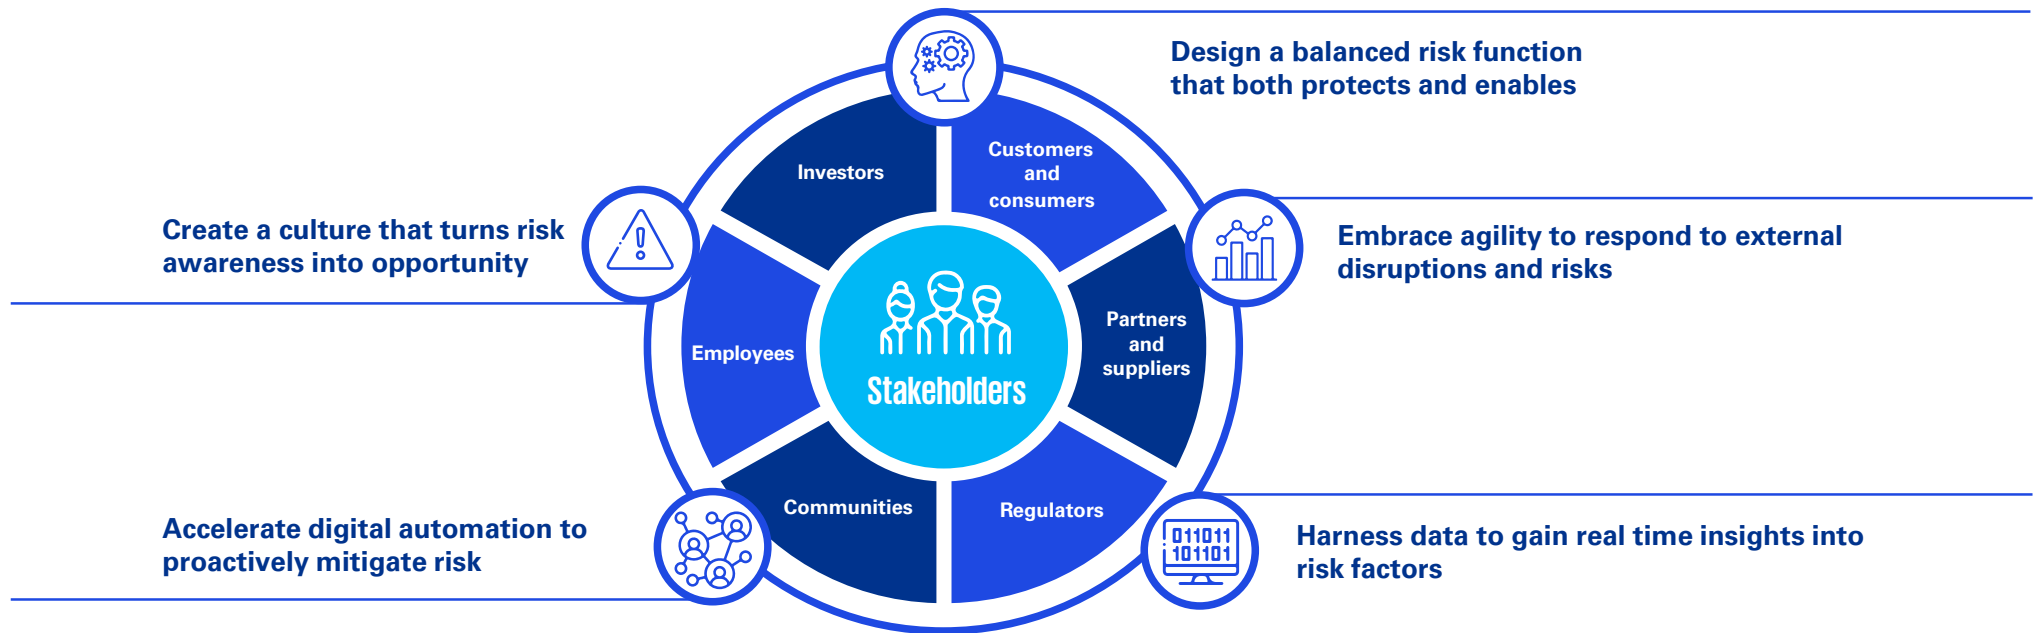 Design a balanced risk function
that both protects and enables
Customers
and
consumers
Investors
Create a culture that turns risk
awareness into opportunity
Embrace agility to respond to external
disruptions and risks
Partners
and
suppliers
Employees
Stakeholders
Communities
Regulators
Accelerate digital automation to
proactively mitigate risk
011011
101101
Harness data to gain real time insights into
risk factors